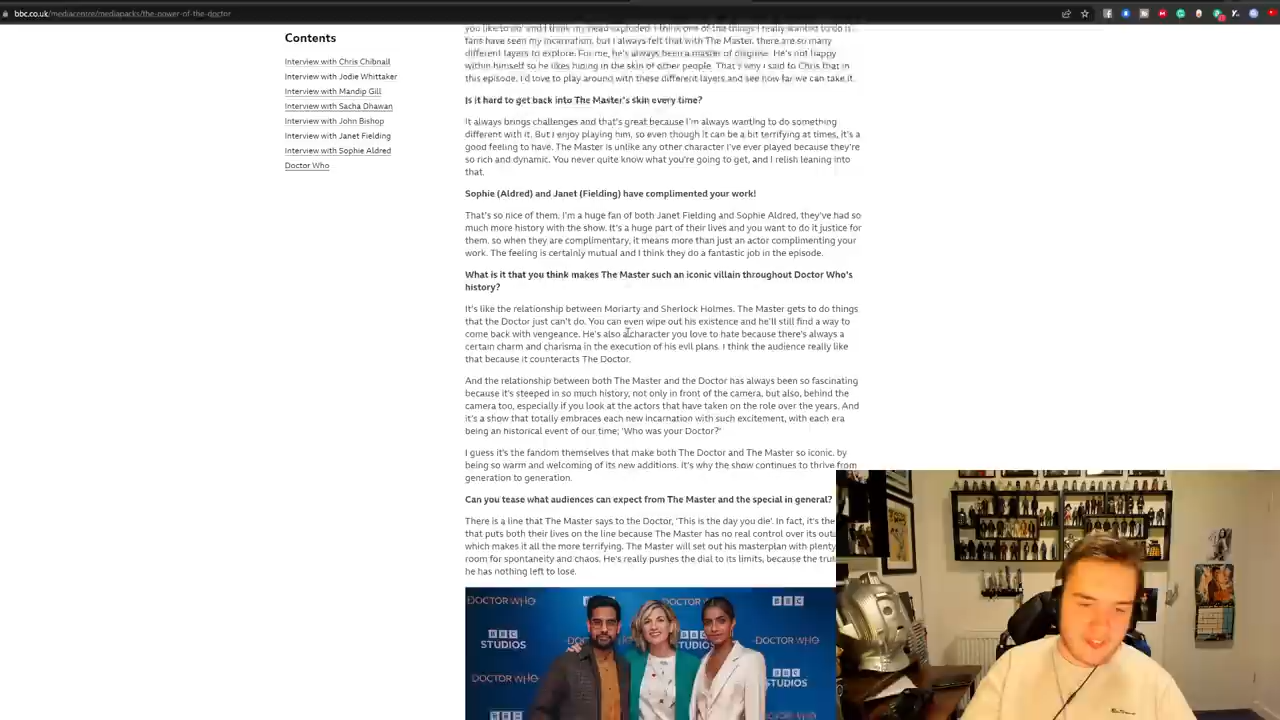 bbc.co.uk/mediacentre/mediapacks/the-power-of-the-doctor
Contents
Interview with Chris Chibnall
Interview with Jodie Whittaker
Interview with Mandip Gill
Interview with Sacha Dhawan
Interview with John Bishop
Interview with Janet Fielding
Interview with Sophie Aldred
Doctor Who
fans have seen my incarnation, but I always felt that with The Master, there are so many
different layers to explore. For me, he's always been a master of disguise. He's not happy
within himself so he likes hiding in the skin of other people. That's why I said to Chris that in
this episode, I'd love to play around with these different layers and see how far we can take it.
Is it hard to get back into The Master's skin every time?
It always brings challenges and that's great because I'm always wanting to do something
different with it. But I enjoy playing him, so even though it can be a bit terrifying at times, it's a
good feeling to have. The Master is unlike any other character I've ever played because they're
so rich and dynamic. You never quite know what you're going to get, and I relish leaning into
that.
Sophie (Aldred) and Janet (Fielding) have complimented your work!
That's so nice of them. I'm a huge fan of both Janet Fielding and Sophie Aldred, they've had so
much more history with the show. It's a huge part of their lives and you want to do it justice for
them, so when they are complimentary, it means more than just an actor complimenting your
work. The feeling is certainly mutual and I think they do a fantastic job in the episode.
What is it that you think makes The Master such an iconic villain throughout Doctor Who's
history?
It's like the relationship between Moriarty and Sherlock Holmes. The Master gets to do things
that the Doctor just can't do. You can even wipe out his existence and he'll still find a way to
come back with vengeance. He's also a character you love to hate because there's always a
certain charm and charisma in the execution of his evil plans. I think the audience really like
that because it counteracts The Doctor.
And the relationship between both The Master and the Doctor has always been so fascinating
because it's steeped in so much history, not only in front of the camera, but also, behind the
camera too, especially if you look at the actors that have taken on the role over the years. And
it's a show that totally embraces each new incarnation with such excitement, with each era
being an historical event of our time; 'Who was your Doctor?'
I guess it's the fandom themselves that make both The Doctor and The Master so iconic, by
being so warm and welcoming of its new additions. it's why the show continues to thrive from
generation to generation.
Can you tease what audiences can expect from The Master and the special in general?
There is a line that The Master says to the Doctor, 'This is the day you die'. In fact, it's the
that puts both their lives on the line because The Master has no real control over its
which makes it all the more terrifying. The Master will set out his masterplan with plenty
room for spontaneity and chaos. He's really pushes the dial to its limits, because the
he has nothing left to lose.
DOCTOR WHO
BBC
BBC
STUDIOS
DOCTOR WHO
STUDIOS
DOCTOR WHO